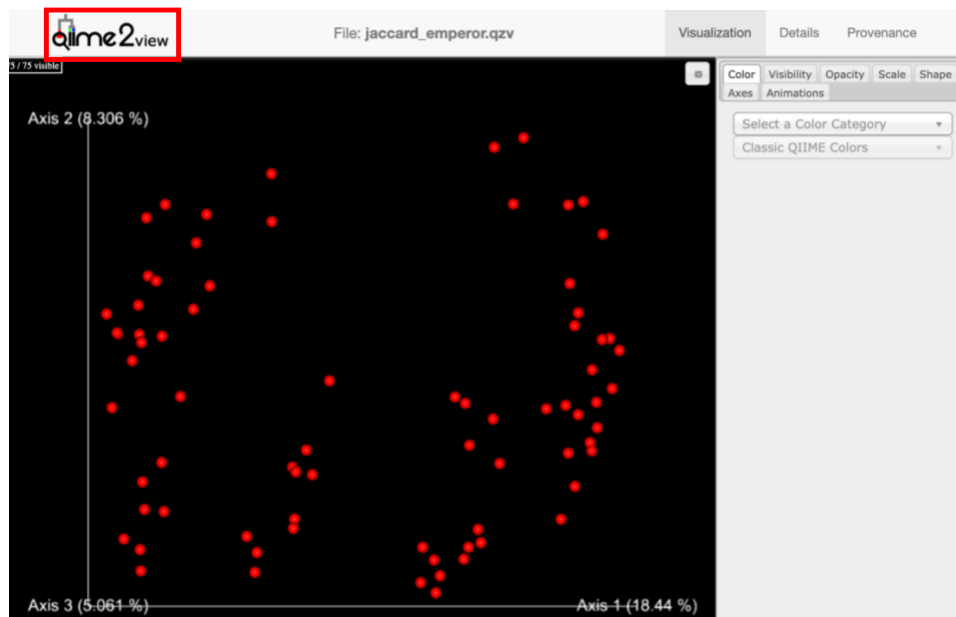 qiime2view
File: jaccard_emperor.qzv
Visualization
Details
Provenance
75 / 75 visible
Color
Visibility
Opacity
Scale
Shape
Axes
Animations
Select a Color Category
Classic QIIME Colors
Axis 2 (8.306 %)
Axis 3 (5.061 %)
Axis 1 (18.44 %)